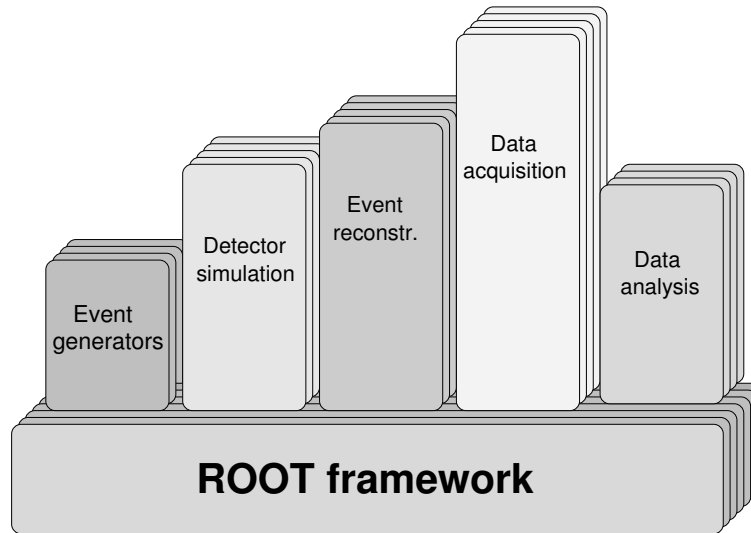 Event
generators
Detector
simulation
Event
reconstr.
Data
acquisition
Data
analysis
ROOT framework